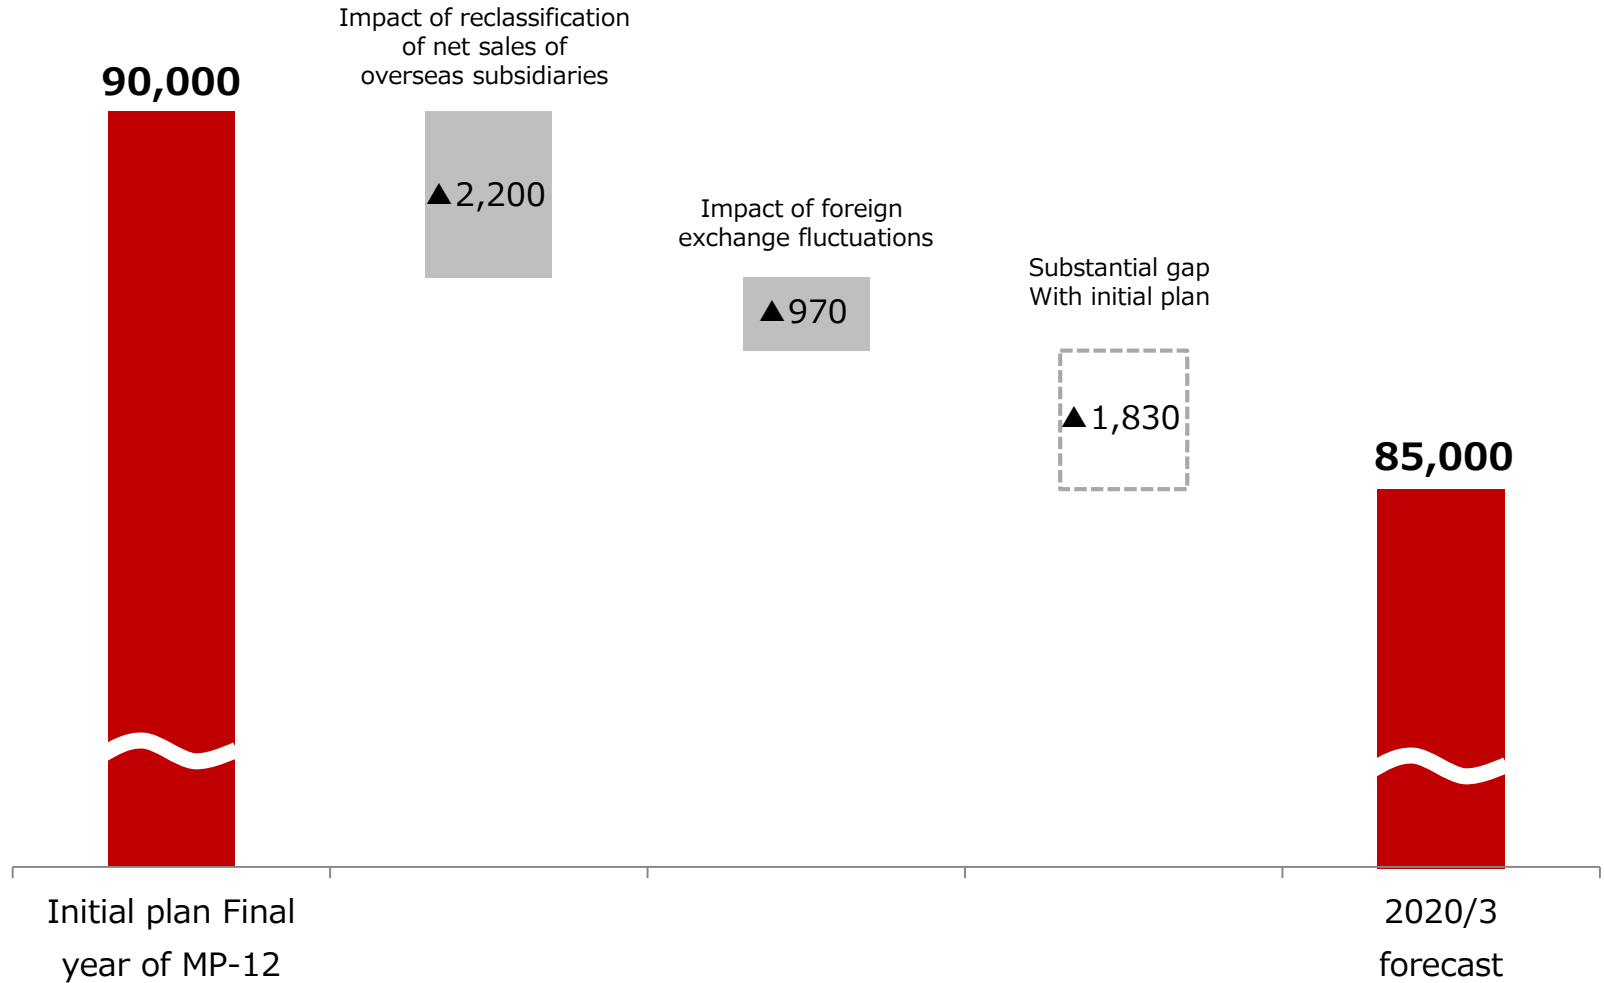 Impact of reclassification
of net sales of
overseas subsidiaries
90,000
▲2,200
Impact of foreign
exchange fluctuations
▲970
Substantial gap
With initial plan
▲1,830
85,000
Initial plan Final
year of MP-12
2020/3
forecast